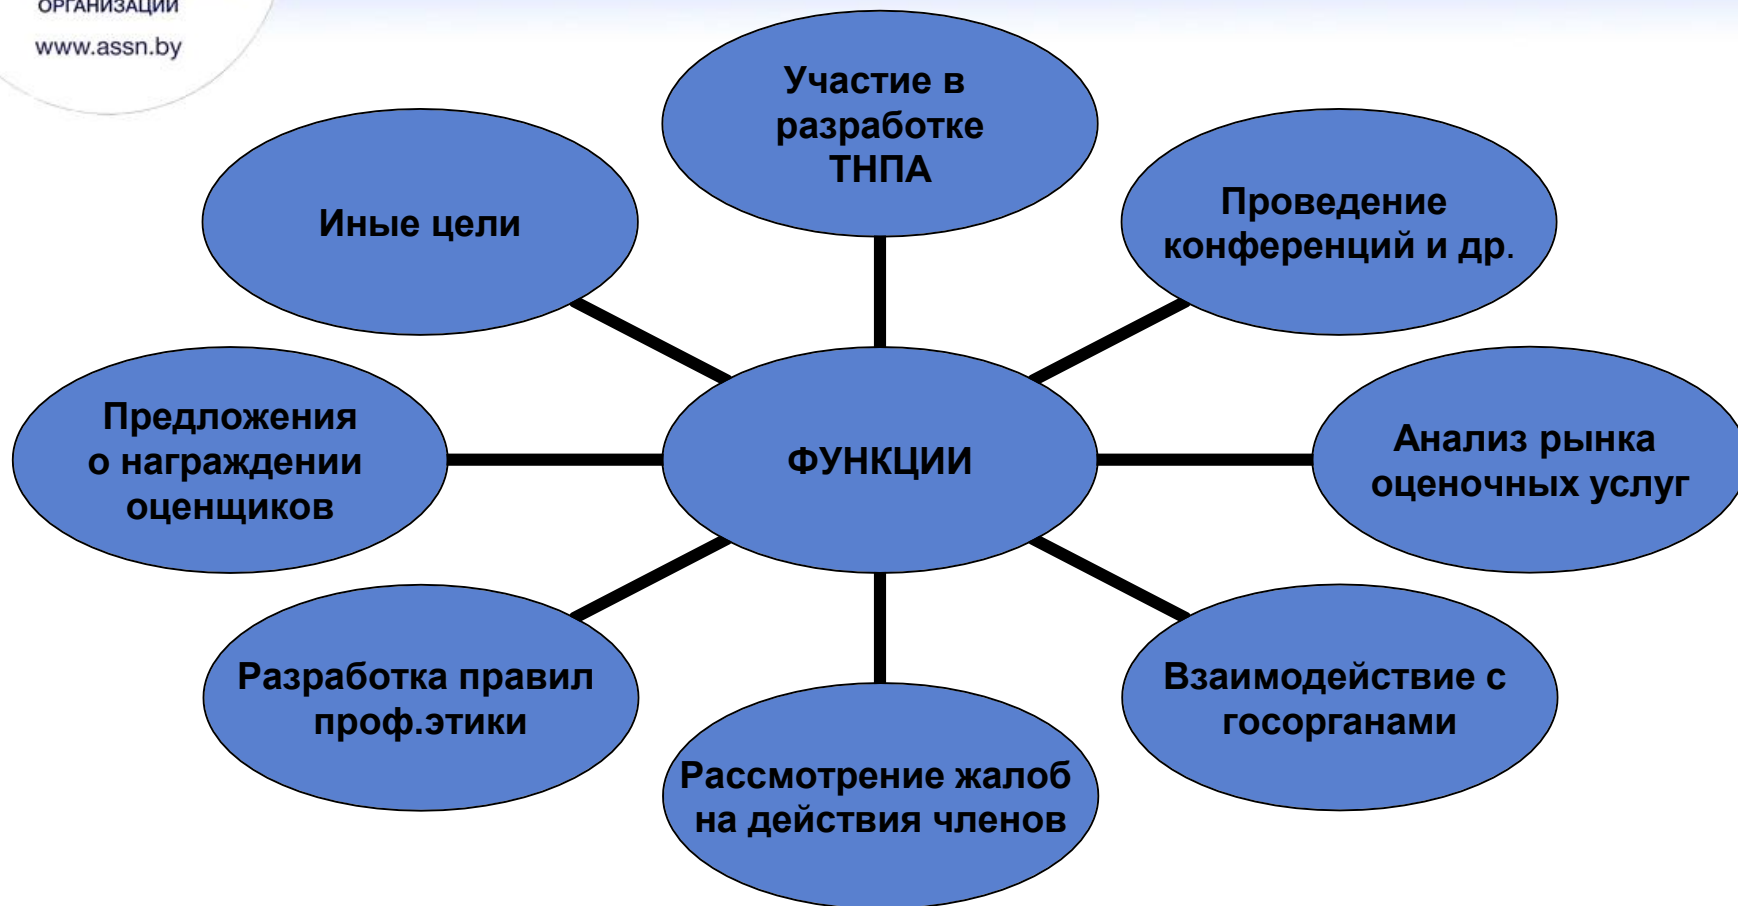 ОРГАНИЗАЦИЙ
www.assn.by
Участие в
разработке
ТНПА
Иные цели
Проведение
конференций и др.
Предложения
о награждении
оценщиков
ФУНКЦИИ
Анализ рынка
оценочных услуг
Разработка правил
проф.этики
Взаимодействие с
госорганами
Рассмотрение жалоб
на действия членов